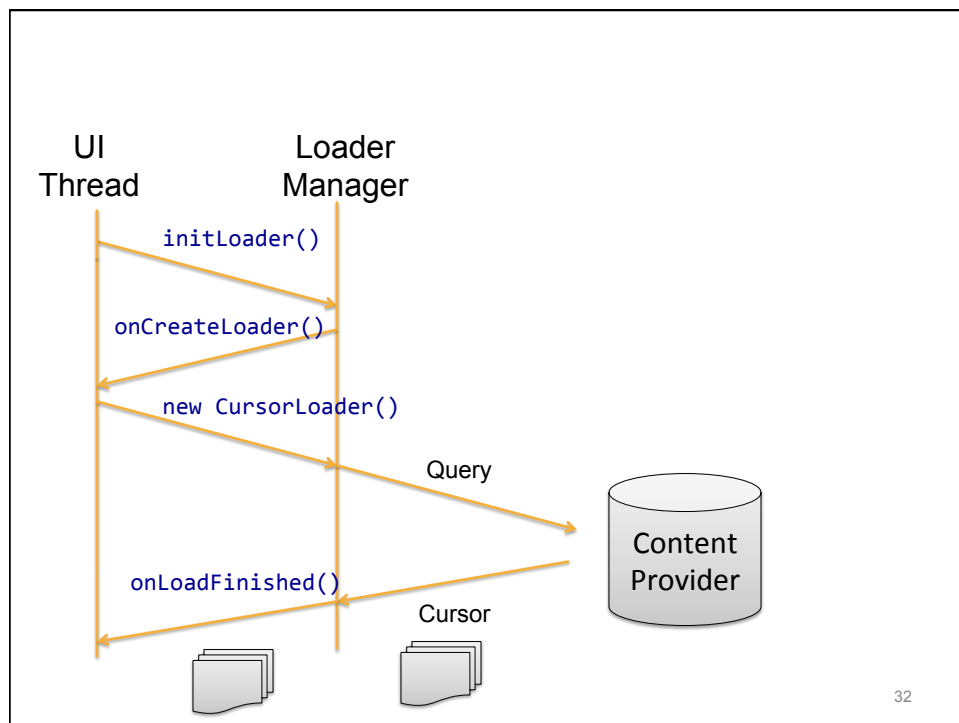 UI
Thread
Loader
Manager
initLoader()
onCreateLoader()
new CursorLoader()
Query
Content
Provider
onLoadFinished()
Cursor
32